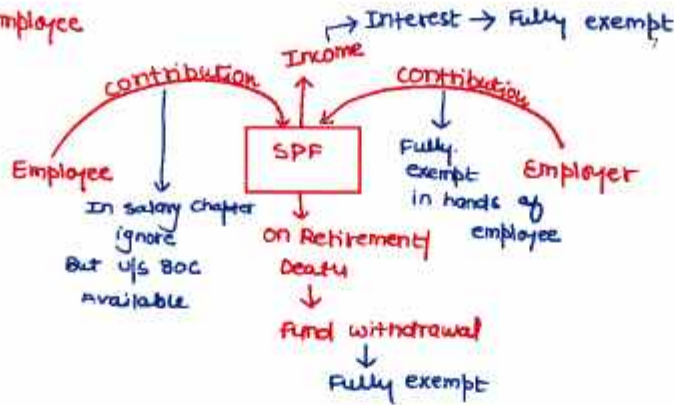 Employee
Income → Interest → Fully exempt
contribution
contribution
SPF
Employee
Employer
In salary chapter
ignore
But u/s 80C
Available
Fully
exempt
in hands of
employee
on Retirement/
Death
Fund withdrawal
Fully exempt